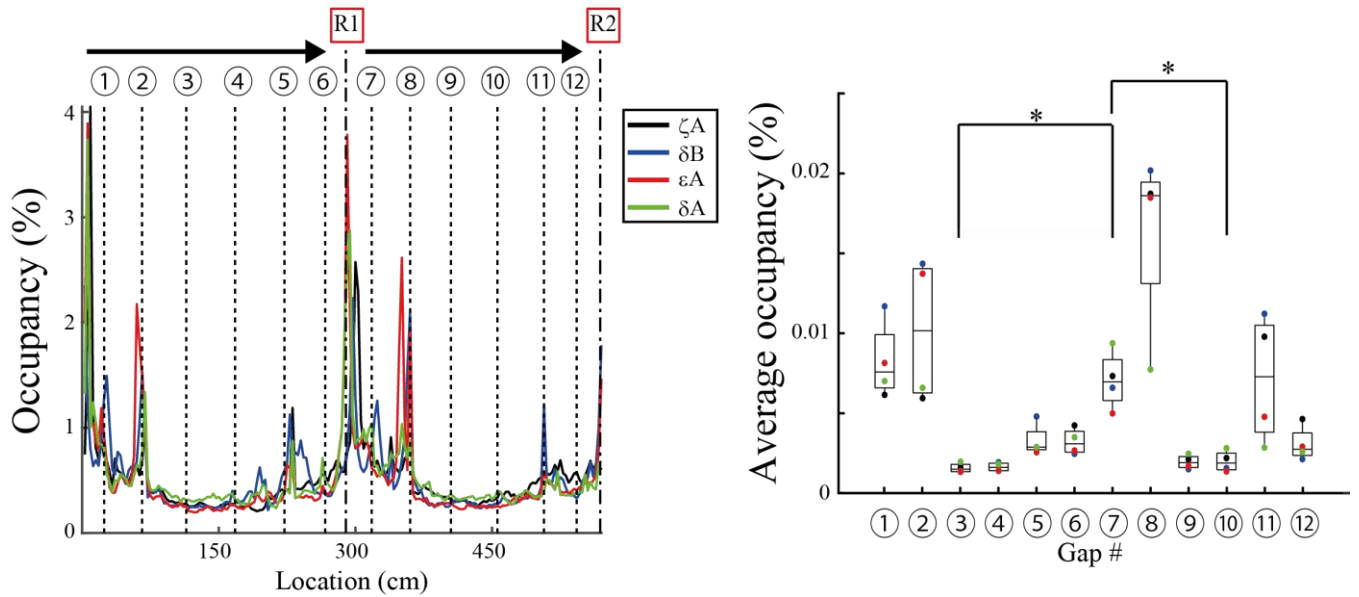 R1 R2
① ② ③ ④ ⑤ ⑥ ⑦ ⑧ ⑨ ⑩ ⑪ ⑫
Occupancy (%)
4
3
2
1
0
150 300 450
Location (cm)
ζA
δB
εA
δA
Average occupancy (%)
* *
0.02
0.01
0
① ② ③ ④ ⑤ ⑥ ⑦ ⑧ ⑨ ⑩ ⑪ ⑫
Gap #